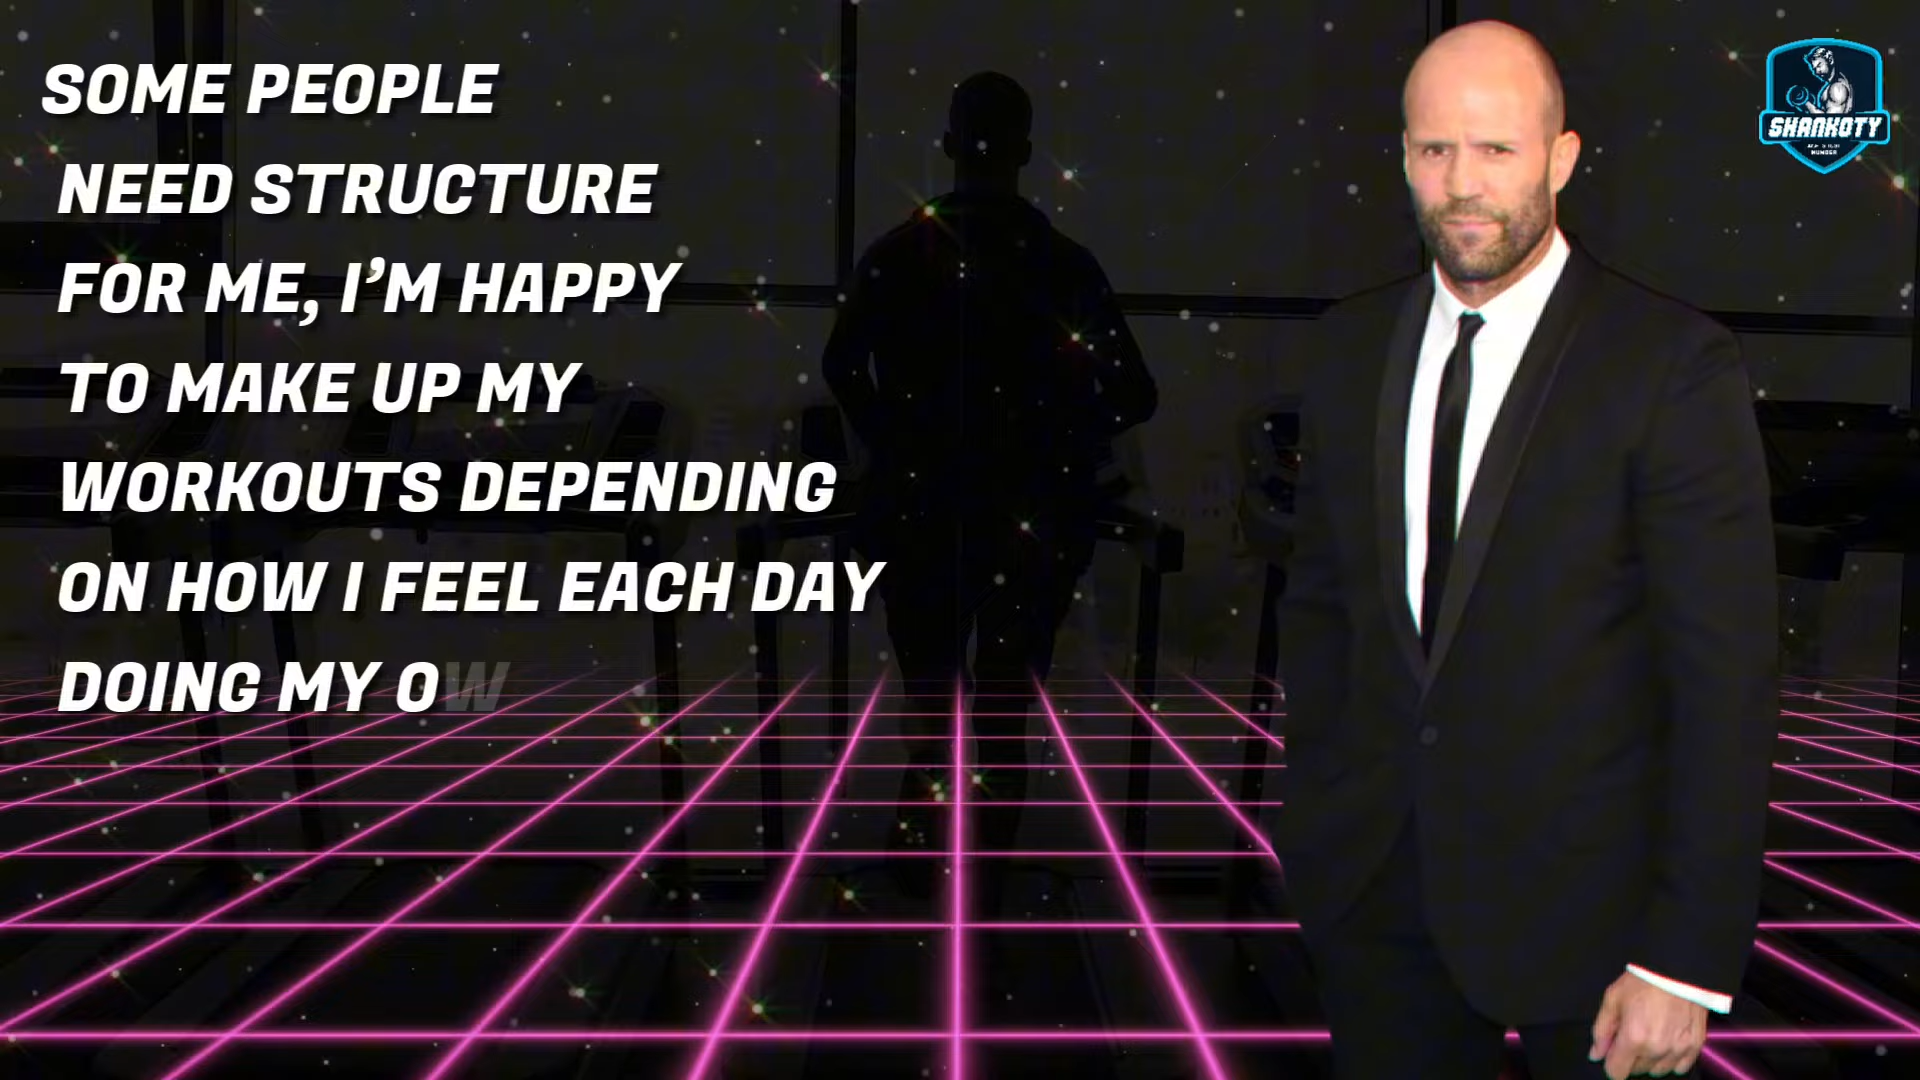 SOME PEOPLE
NEED STRUCTURE
FOR ME, I’M HAPPY
TO MAKE UP MY
WORKOUTS DEPENDING
ON HOW I FEEL EACH DAY
DOING MY OW
SHANKOTY
NUMBER